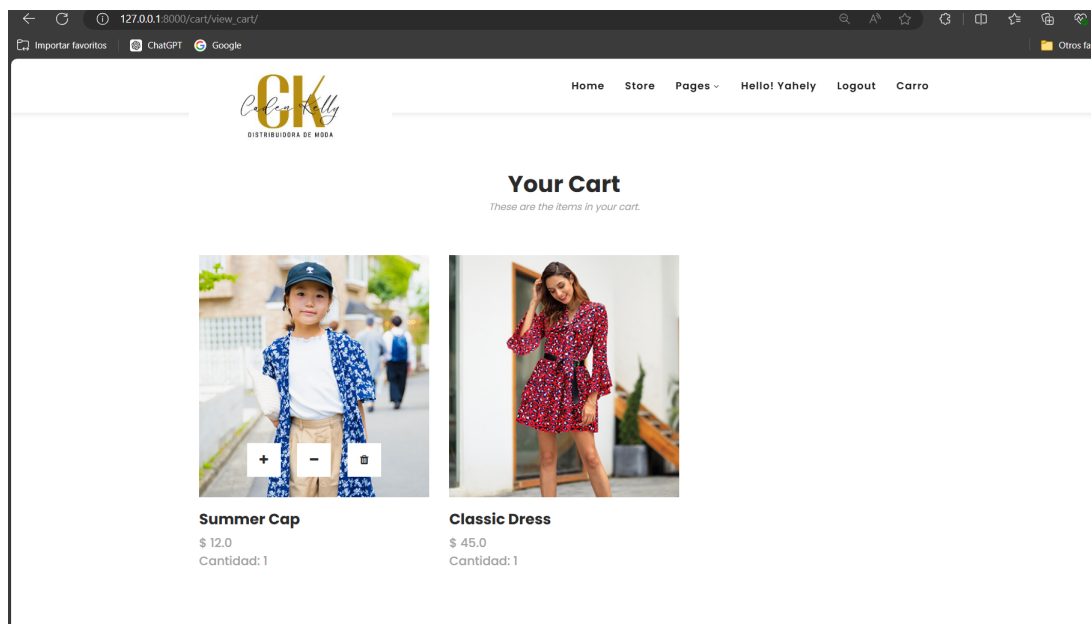 127.0.0.1:8000/cart/view_cart/
Importar favoritos ChatGPT Google Otros fa
CK
Caden Kelly
DISTRIBUIDORA DE MODA
Home Store Pages Hello! Yahely Logout Carro
Your Cart
These are the items in your cart.
Summer Cap
$ 12.0
Cantidad: 1
Classic Dress
$ 45.0
Cantidad: 1